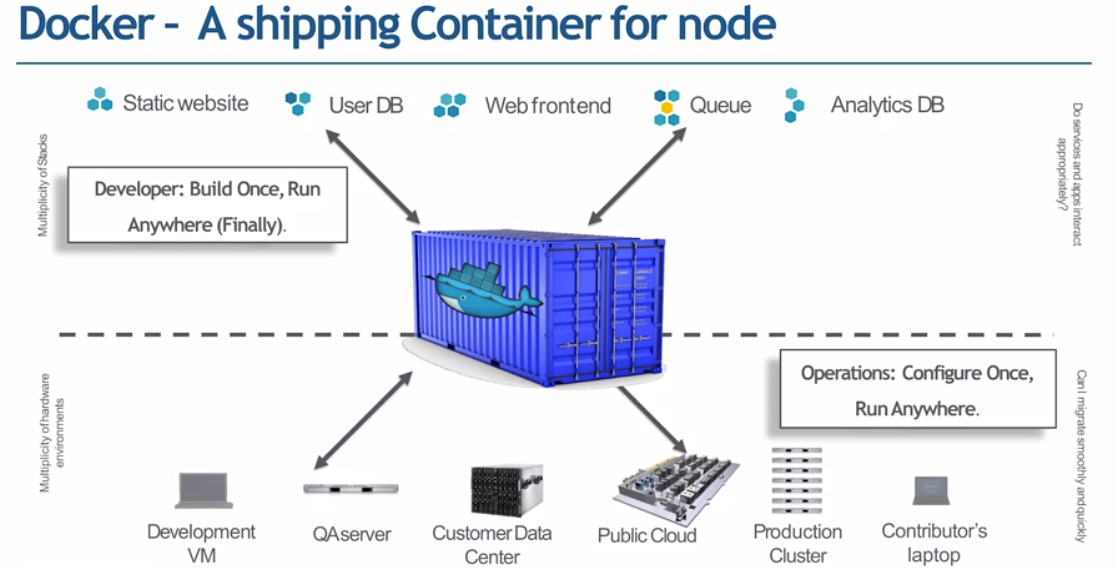 Docker - A shipping Container for node
Static website
User DB
Web frontend
Queue
Analytics DB
Multiplicity of Stacks
Do services and apps interact
appropriately?
Developer: Build Once, Run
Anywhere (Finally).
Multiplicity of hardware
environments
Operations: Configure Once,
Run Anywhere.
Can I migrate smoothly and quickly
Development
VM
QA server
Customer Data
Center
Public Cloud
Production
Cluster
Contributor's
laptop